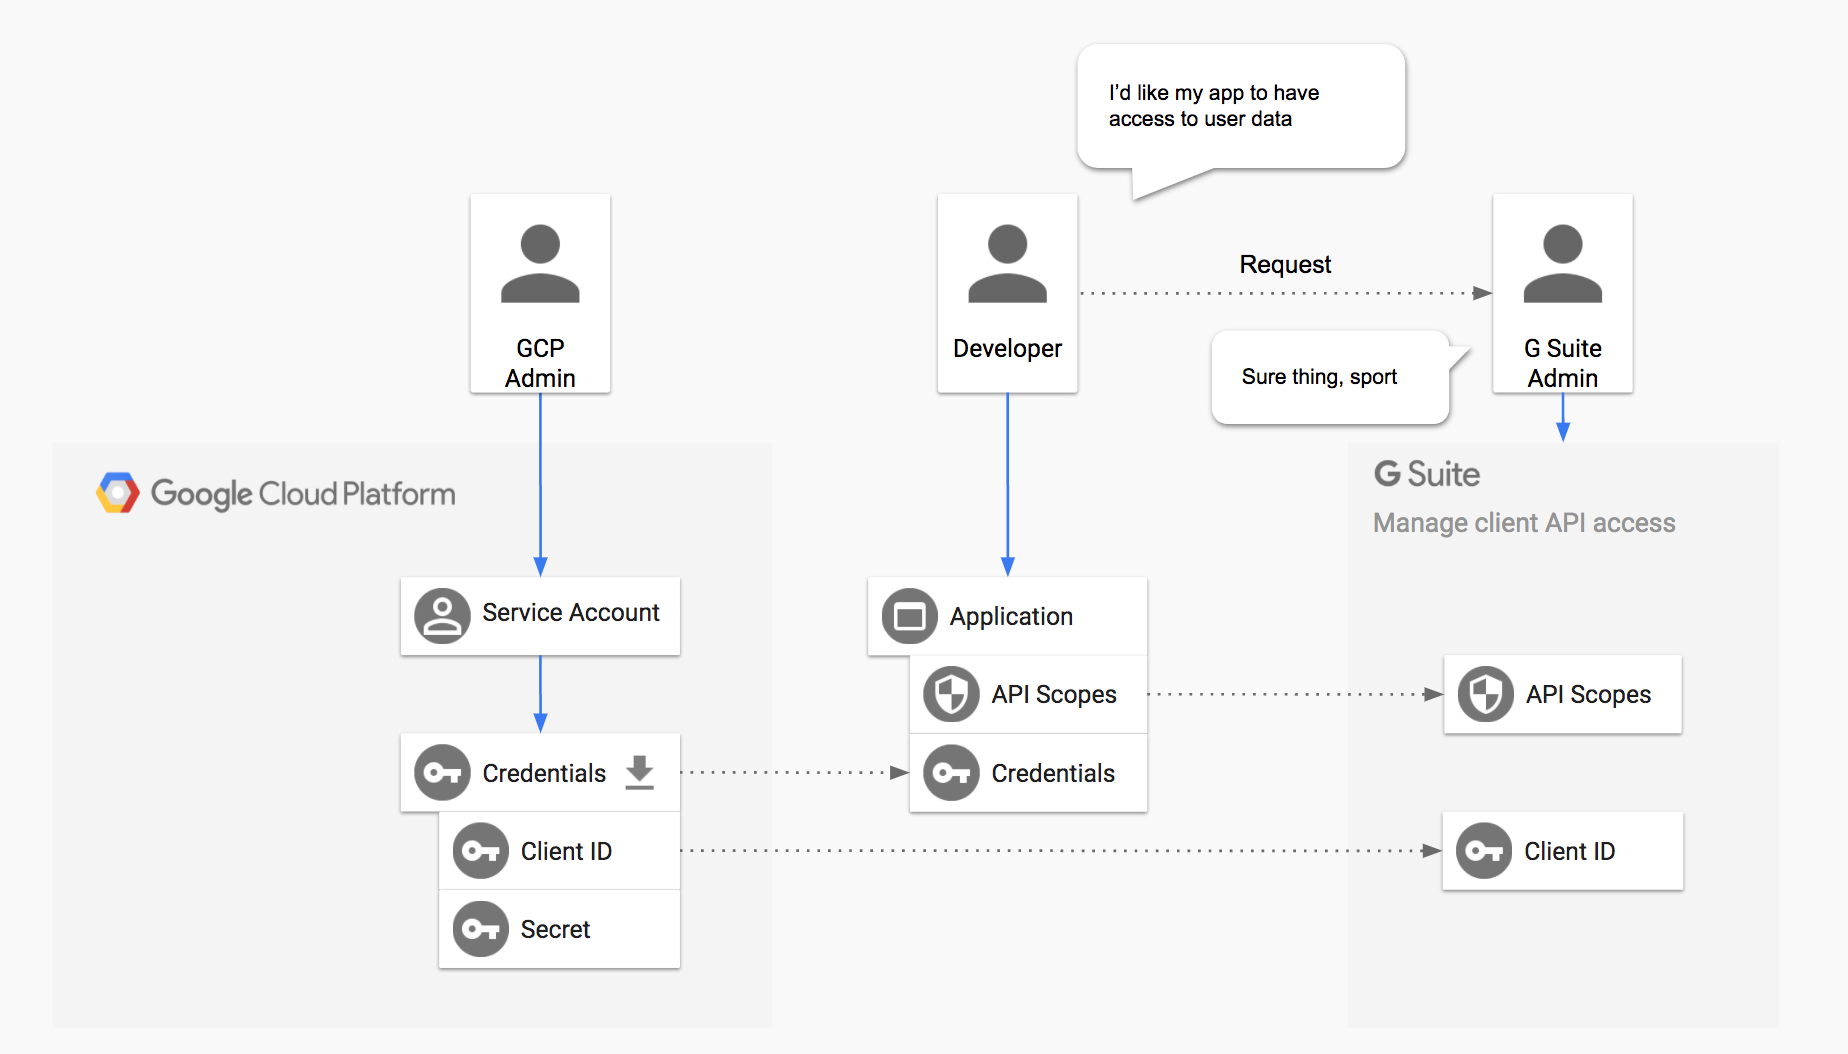 I'd like my app to have
access to user data
Request
GCP
Admin
Developer
G Suite
Admin
Sure thing, sport
Google Cloud Platform
G Suite
Manage client API access
Service Account
Application
API Scopes
API Scopes
Credentials
Credentials
Client ID
Client ID
Secret